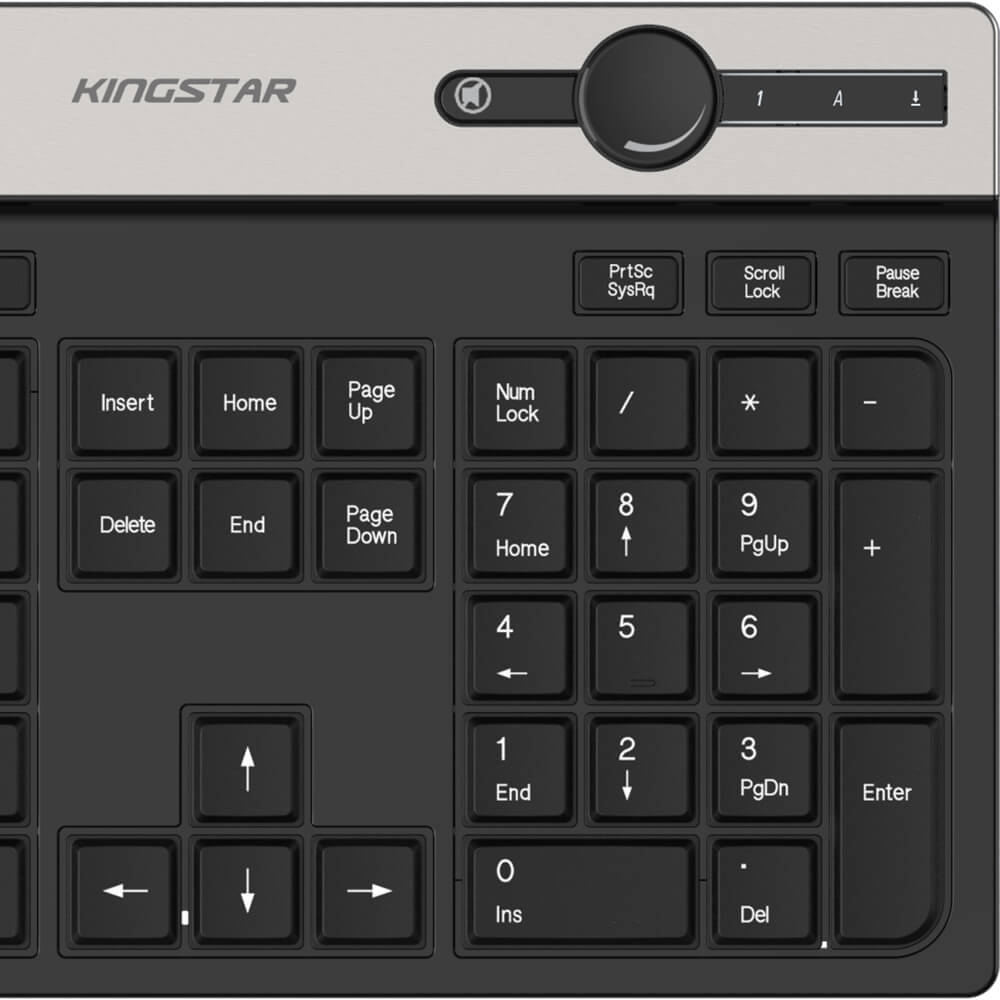 KINGSTAR
1 A
PrtSc
SysRq
Scroll
Lock
Pause
Break
Insert
Home
Page
Up
Num
Lock
/
*
-
Delete
End
Page
Down
7
Home
8
↑
9
PgUp
+
4
←
5
6
→
↑
1
End
2
↓
3
PgDn
Enter
←
↓
→
0
Ins
.
Del